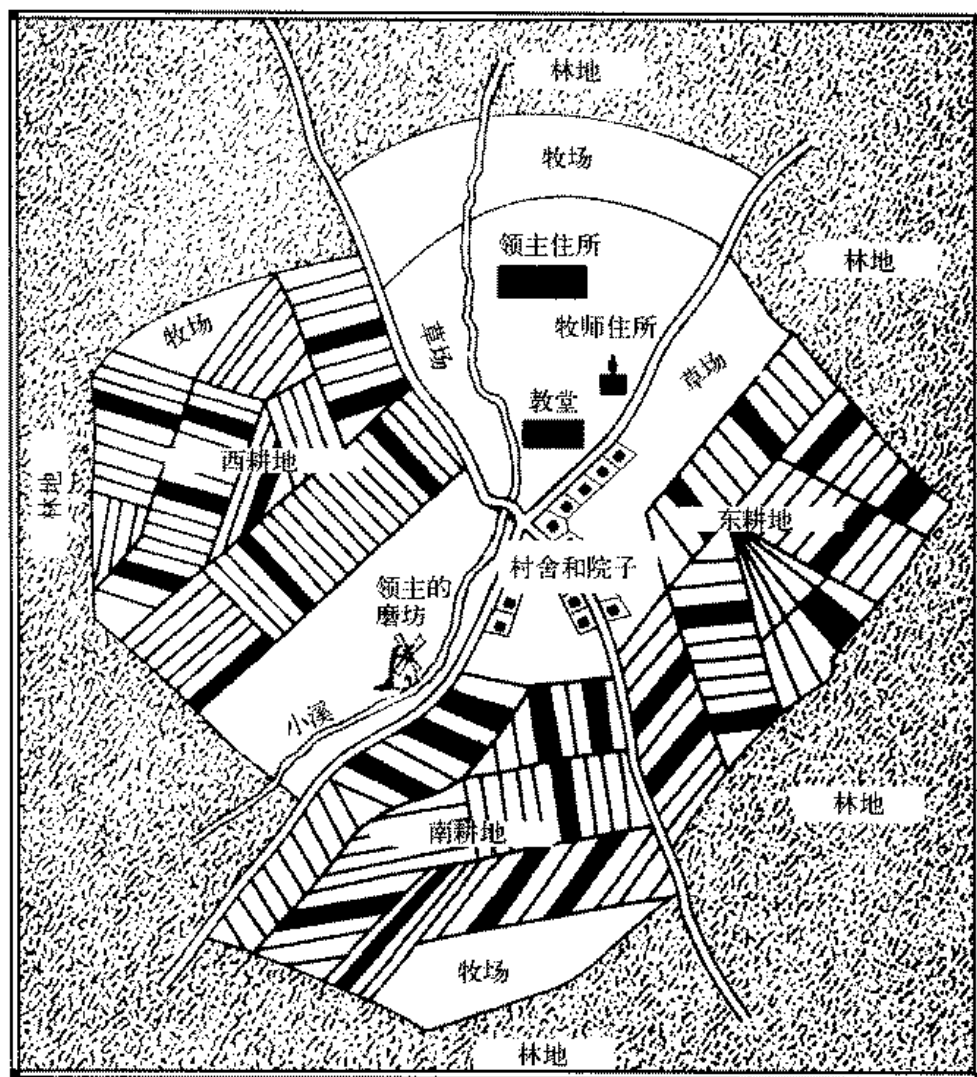 林地
牧场
领主住所
林地
牧师住所
牧场
草场
草场
教堂
西耕地
林地
东耕地
村舍和院子
领主的
磨坊
小溪
林地
南耕地
牧场
林地